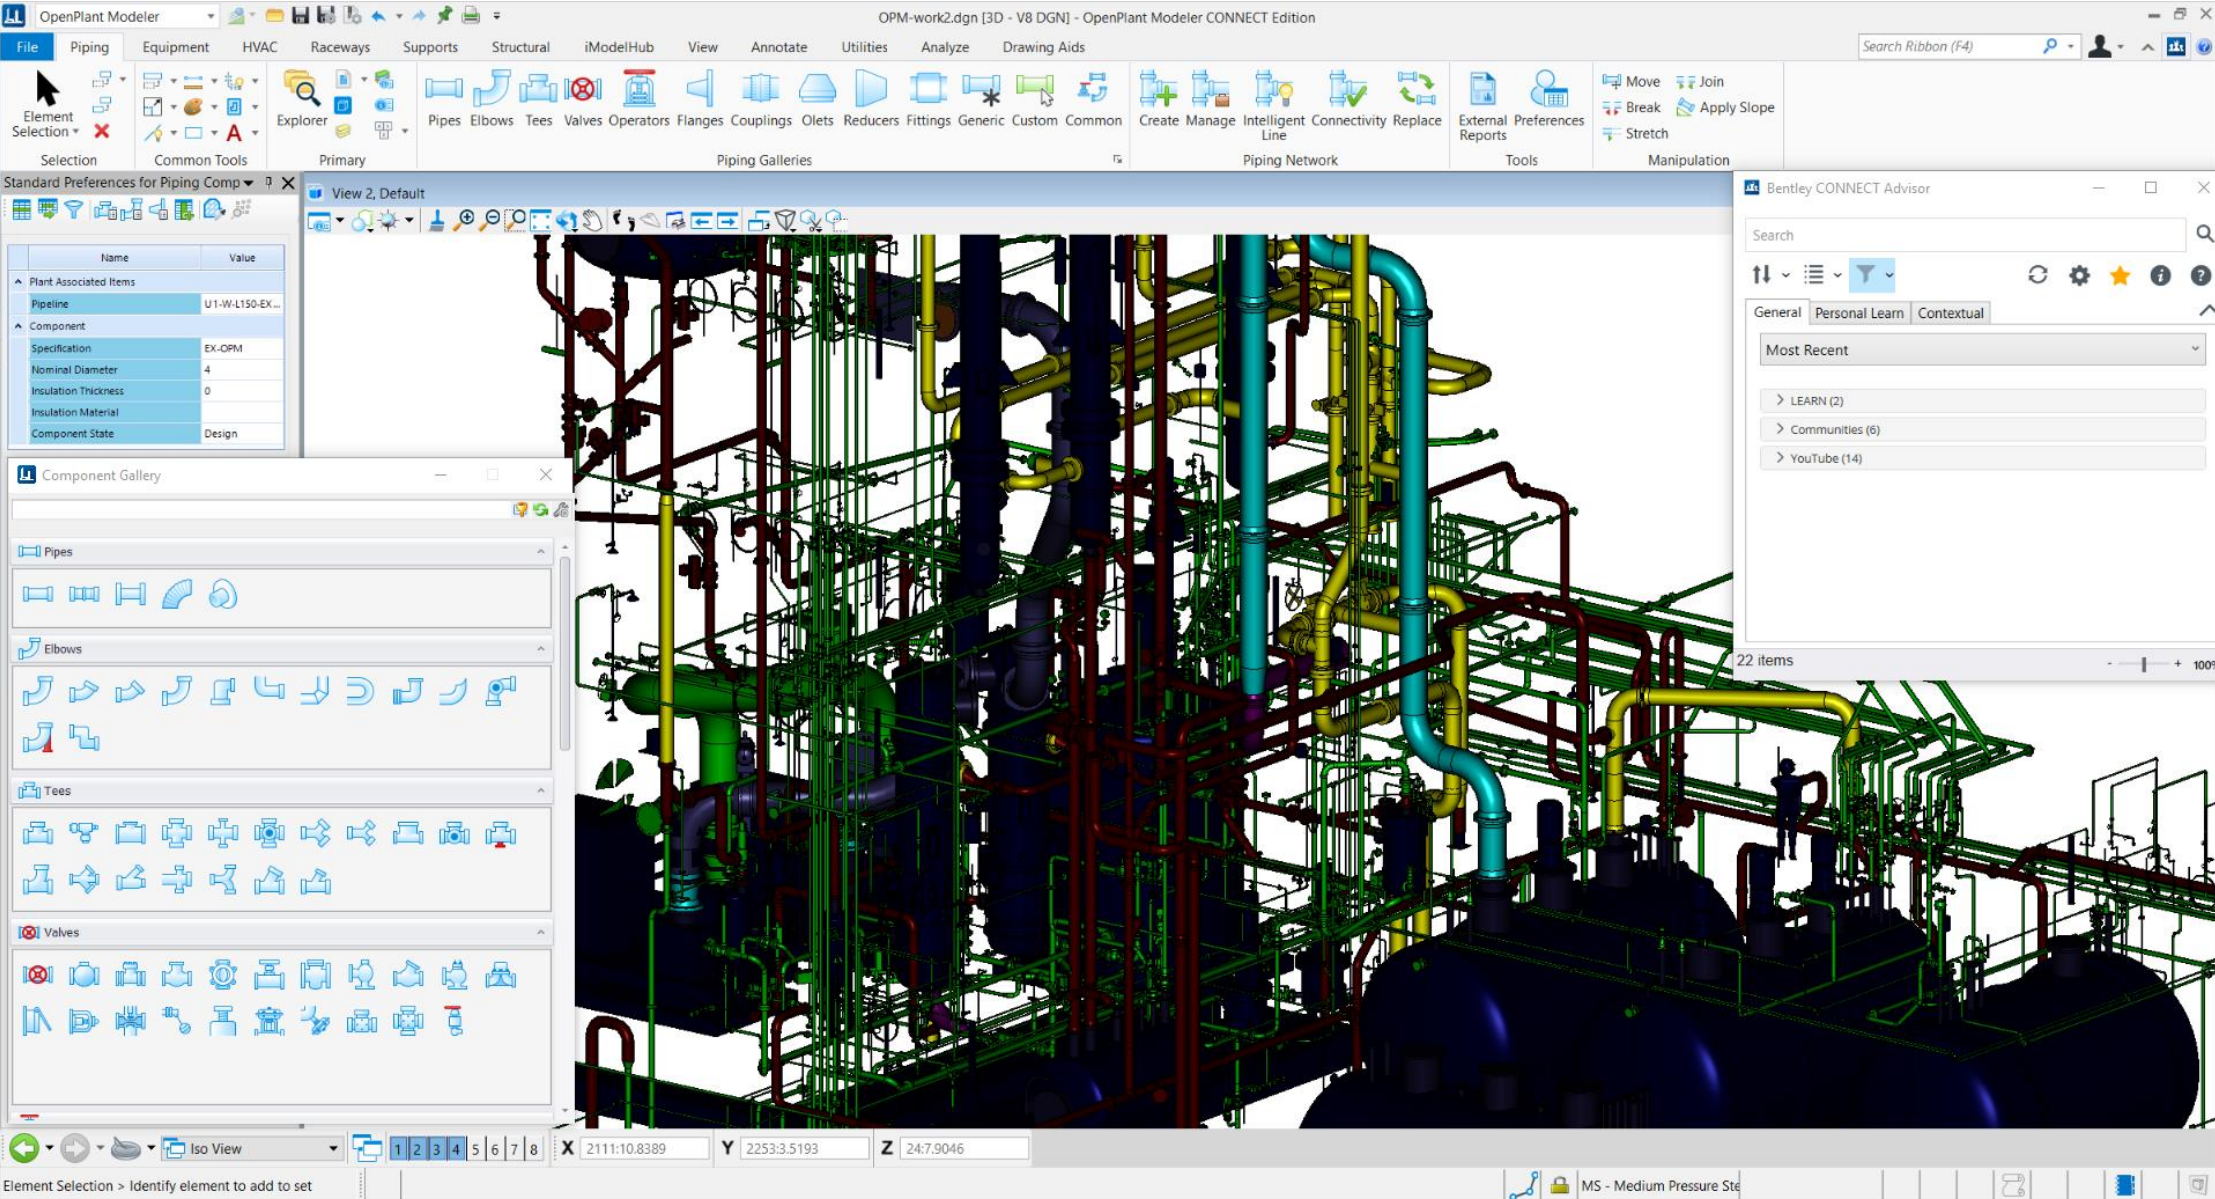 OpenPlant Modeler
OPM-work2.dgn [3D - V8 DGN] - OpenPlant Modeler CONNECT Edition
File Piping Equipment HVAC Raceways Supports Structural iModelHub View Annotate Utilities Analyze Drawing Aids
Search Ribbon (F4)
Element Selection
Explorer
Pipes Elbows Tees Valves Operators Flanges Couplings Olets Reducers Fittings Generic Custom Common
Create Manage Intelligent Line Connectivity Replace
External Reports Preferences
Move Join
Break Apply Slope
Stretch
Selection Common Tools Primary Piping Galleries Piping Network Tools Manipulation
Standard Preferences for Piping Comp
View 2, Default
Name Value
Plant Associated Items
Pipeline U1-W-L150-EX...
Component
Specification EX-OPM
Nominal Diameter 4
Insulation Thickness 0
Insulation Material
Component State Design
Component Gallery
Pipes
Elbows
Tees
Valves
Bentley CONNECT Advisor
Search
General Personal Learn Contextual
Most Recent
LEARN (2)
Communities (6)
YouTube (14)
22 items
- + 100%
Iso View
1 2 3 4 5 6 7 8
X 2111:10.8389 Y 2253:3.5193 Z 24:7.9046
Element Selection > Identify element to add to set
MS - Medium Pressure Ste